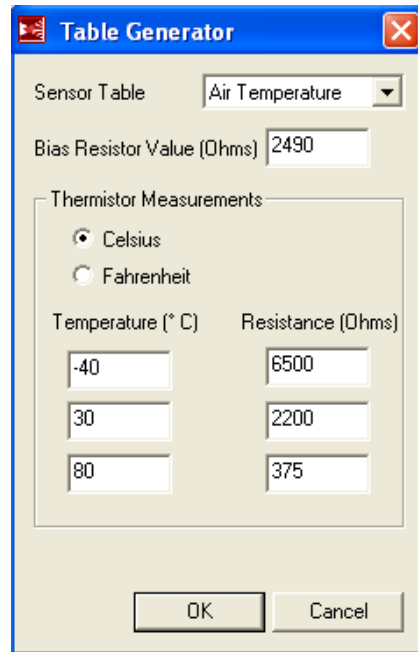 Table Generator
Sensor Table Air Temperature
Bias Resistor Value (Ohms) 2490
Thermistor Measurements
Celsius
Fahrenheit
Temperature (° C) Resistance (Ohms)
-40 6500
30 2200
80 375
OK Cancel